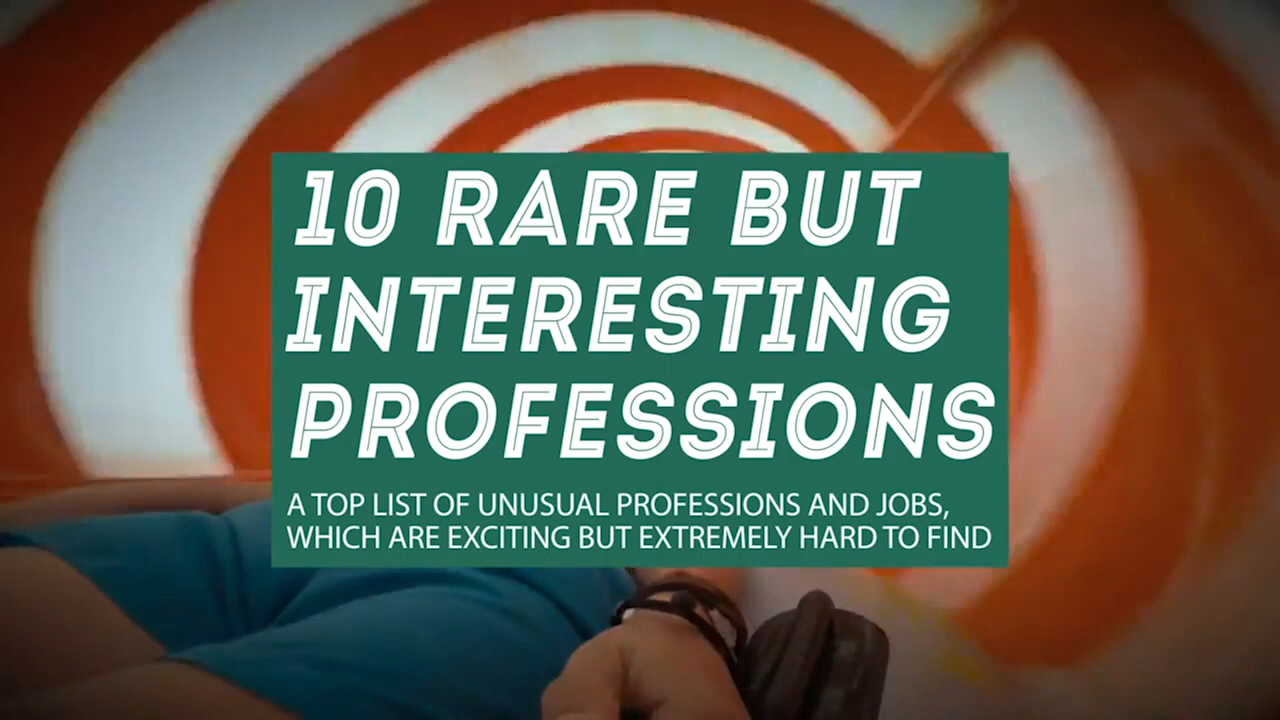 10 RARE BUT
INTERESTING
PROFESSIONS
A TOP LIST OF UNUSUAL PROFESSIONS AND JOBS,
WHICH ARE EXCITING BUT EXTREMELY HARD TO FIND